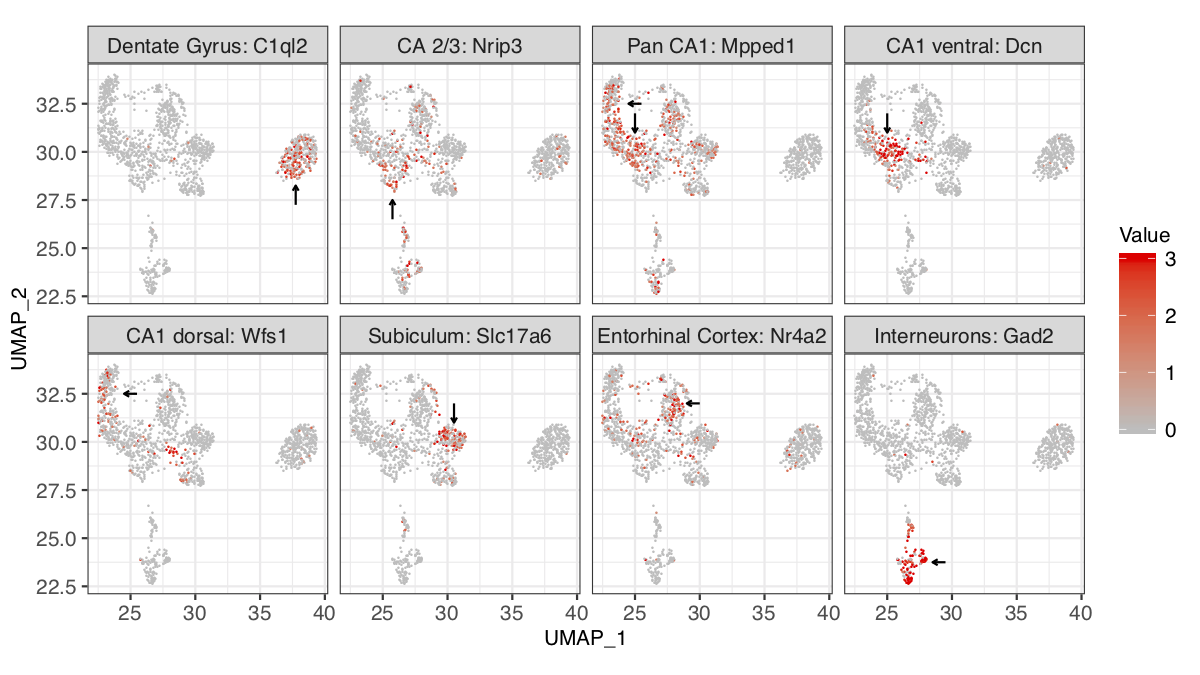 Dentate Gyrus: C1ql2
CA 2/3: Nrip3
Pan CA1: Mpped1
CA1 ventral: Dcn
32.5
30.0
27.5
25.0
22.5
CA1 dorsal: Wfs1
Subiculum: Slc17a6
Entorhinal Cortex: Nr4a2
Interneurons: Gad2
32.5
30.0
27.5
25.0
22.5
25 30 35 40
25 30 35 40
25 30 35 40
25 30 35 40
UMAP_1
UMAP_2
Value
3
2
1
0